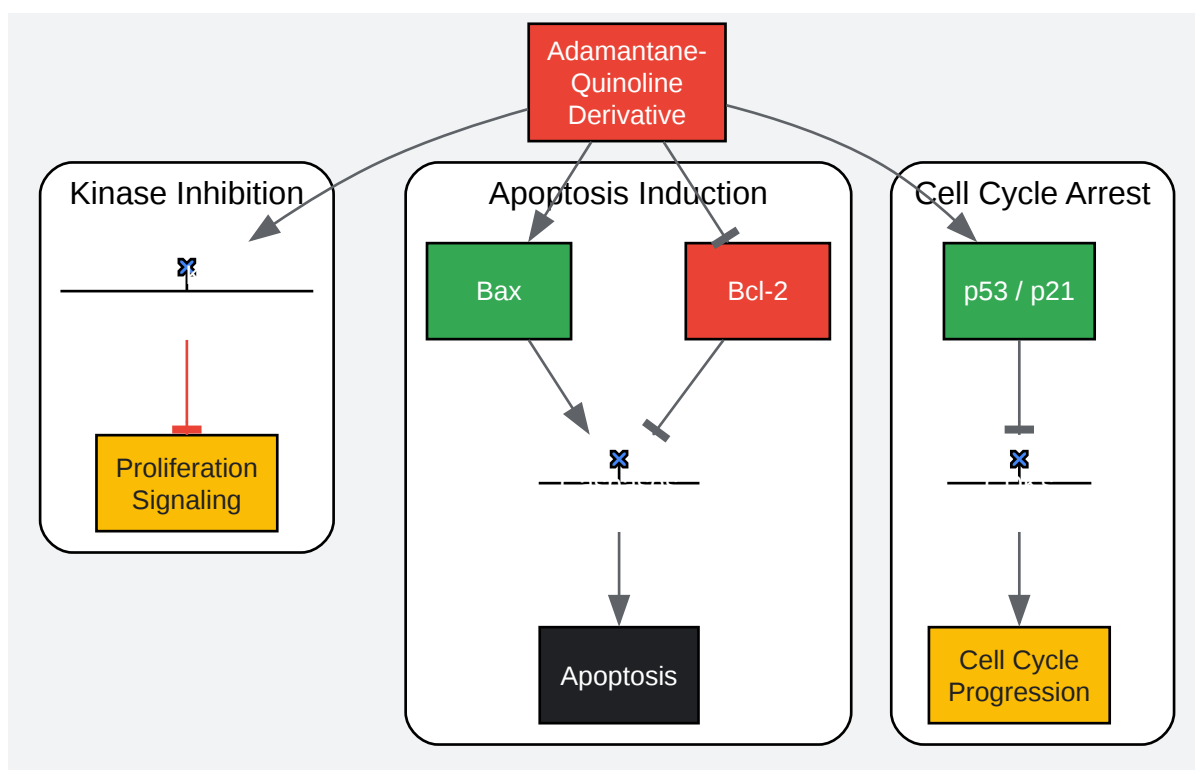 Adamantane-
Quinoline
Derivative
Kinase Inhibition
Apoptosis Induction
Cell Cycle Arrest
Bax
Bcl-2
p53 / p21
Proliferation
Signaling
Apoptosis
Cell Cycle
Progression